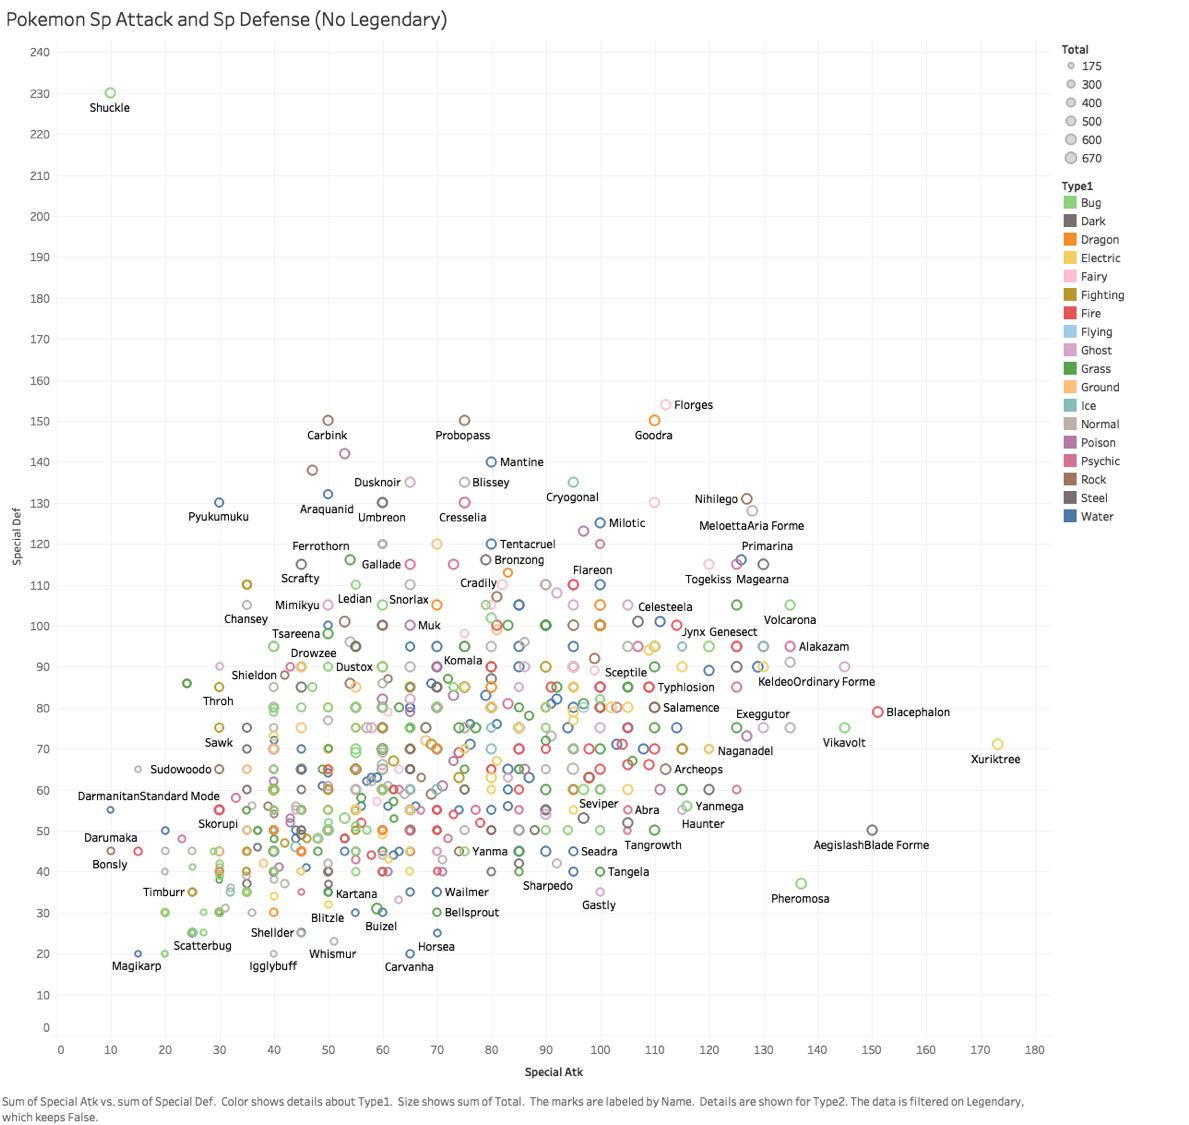 Pokemon Sp Attack and Sp Defense (No Legendary)
240
230
220
210
200
190
180
170
160
150
140
130
120
110
100
90
80
70
60
50
40
30
20
10
0
Special Def
Shuckle
Florges
Carbink
Probopass
Goodra
Mantine
Dusknoir
Blissey
Cryogonal
Nihilego
Araquanid
Pyukumuku
Umbreon
Cresselia
MeloettaAria Forme
Milotic
Ferrothorn
Tentacruel
Primarina
Gallade
Bronzong
Scrafty
Flareon
Togekiss
Magearna
Cradily
Mimikyu
Ledian
Snorlax
Celesteela
Chansey
Volcarona
Tsareena
Muk
Jynx
Genesect
Drowzee
Alakazam
Shieldon
Dustox
Komala
Sceptile
KeldeoOrdinary Forme
Typhlosion
Throh
Salamence
Exeggutor
Blacephalon
Sawk
Naganadel
Vikavolt
Xurkitree
Sudowoodo
Archeops
DarmanitanStandard Mode
Seviper
Abra
Yanmega
Skorupi
Haunter
Darumaka
Tangrowth
AegislashBlade Forme
Bonsly
Yanma
Seadra
Sharpedo
Tangela
Timburr
Kartana
Wailmer
Pheromosa
Gastly
Blitzle
Bellsprout
Buizel
Scatterbug
Shellder
Whismur
Horsea
Magikarp
Igglybuff
Carvanha
0 10 20 30 40 50 60 70 80 90 100 110 120 130 140 150 160 170 180
Special Atk
Total
175
300
400
500
600
670
Type1
Bug
Dark
Dragon
Electric
Fairy
Fighting
Fire
Flying
Ghost
Grass
Ground
Ice
Normal
Poison
Psychic
Rock
Steel
Water
Sum of Special Atk vs. sum of Special Def.  Color shows details about Type1.  Size shows sum of Total.  The marks are labeled by Name.  Details are shown for Type2. The data is filtered on Legendary,
which keeps False.